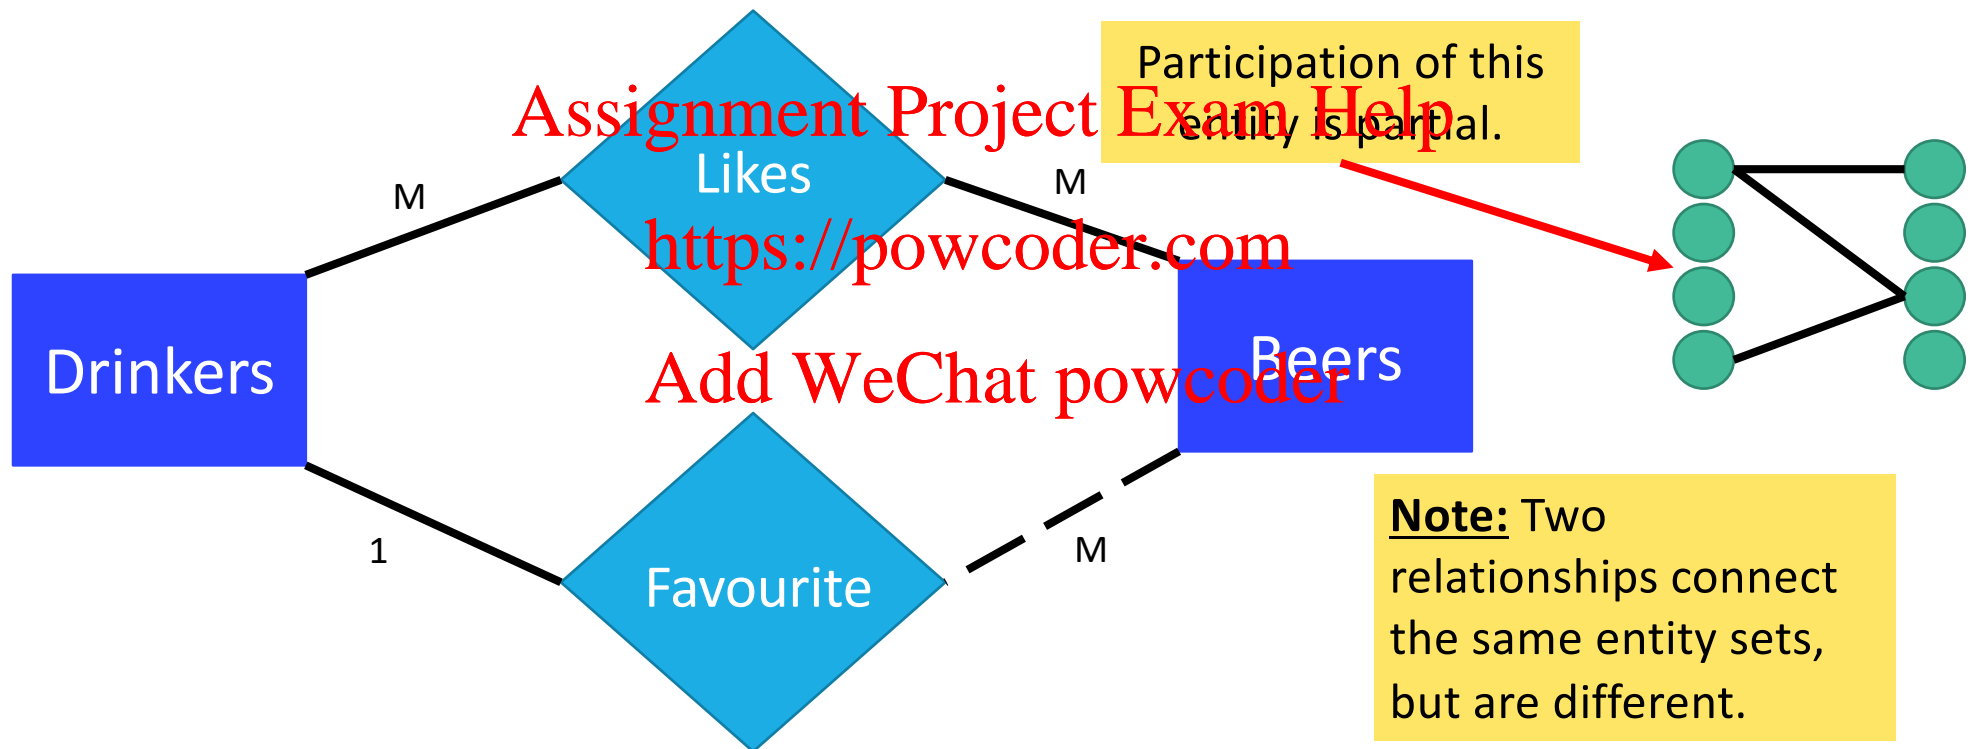 Participation of this
entity is partial.
Assignment Project Exam Help
Likes
M
M
https://powcoder.com
Drinkers
Beers
Add WeChat powcoder
1
M
Favourite
Note: Two
relationships connect
the same entity sets,
but are different.